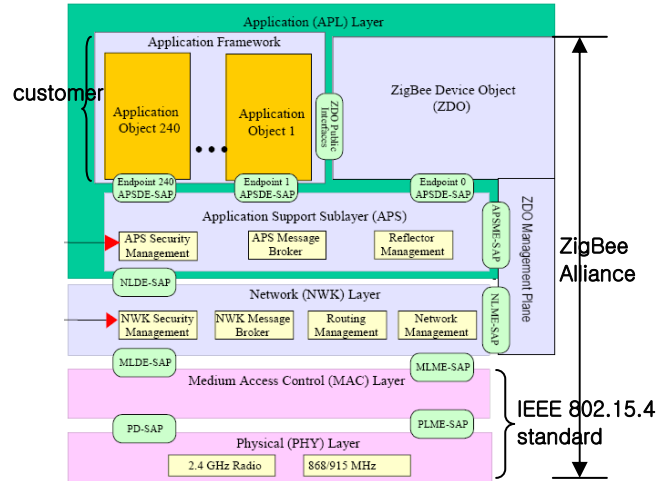 Application (APL) Layer
Application Framework
customer
Application
Object 240
Application
Object 1
ZDO Public
Interfaces
ZigBee Device Object
(ZDO)
Endpoint 240
APSDE-SAP
Endpoint 1
APSDE-SAP
Endpoint 0
APSDE-SAP
Application Support Sublayer (APS)
APS Security
Management
APS Message
Broker
Reflector
Management
APSME-SAP
ZDO Management Plane
ZigBee
Alliance
NLDE-SAP
Network (NWK) Layer
NWK Security
Management
NWK Message
Broker
Routing
Management
Network
Management
NLME-SAP
MLDE-SAP
MLME-SAP
Medium Access Control (MAC) Layer
IEEE 802.15.4
standard
PD-SAP
PLME-SAP
Physical (PHY) Layer
2.4 GHz Radio
868/915 MHz